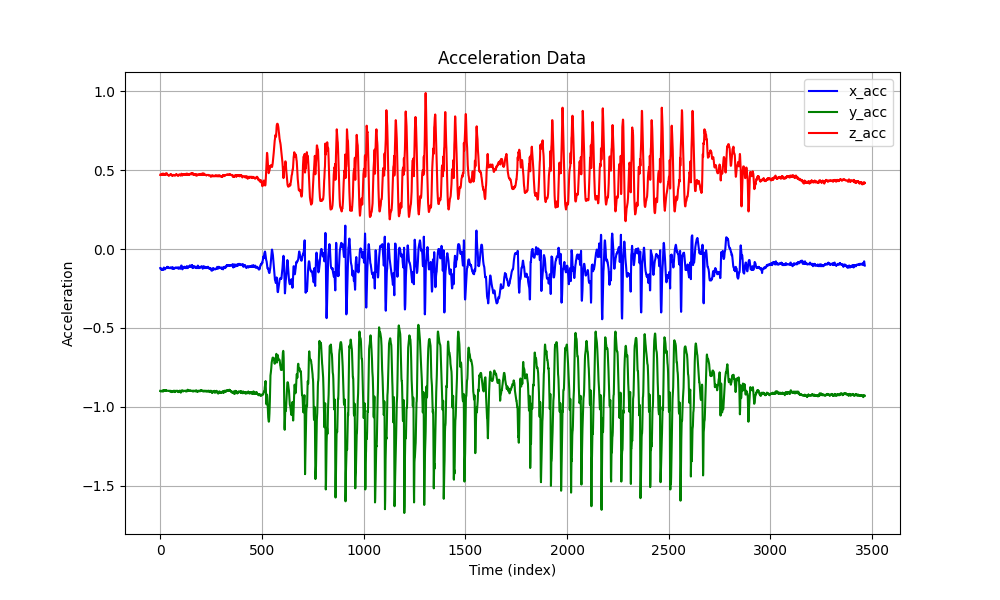 Acceleration Data
x_acc
y_acc
z_acc
1.0
0.5
0.0
−0.5
−1.0
−1.5
Acceleration
0 500 1000 1500 2000 2500 3000 3500
Time (index)